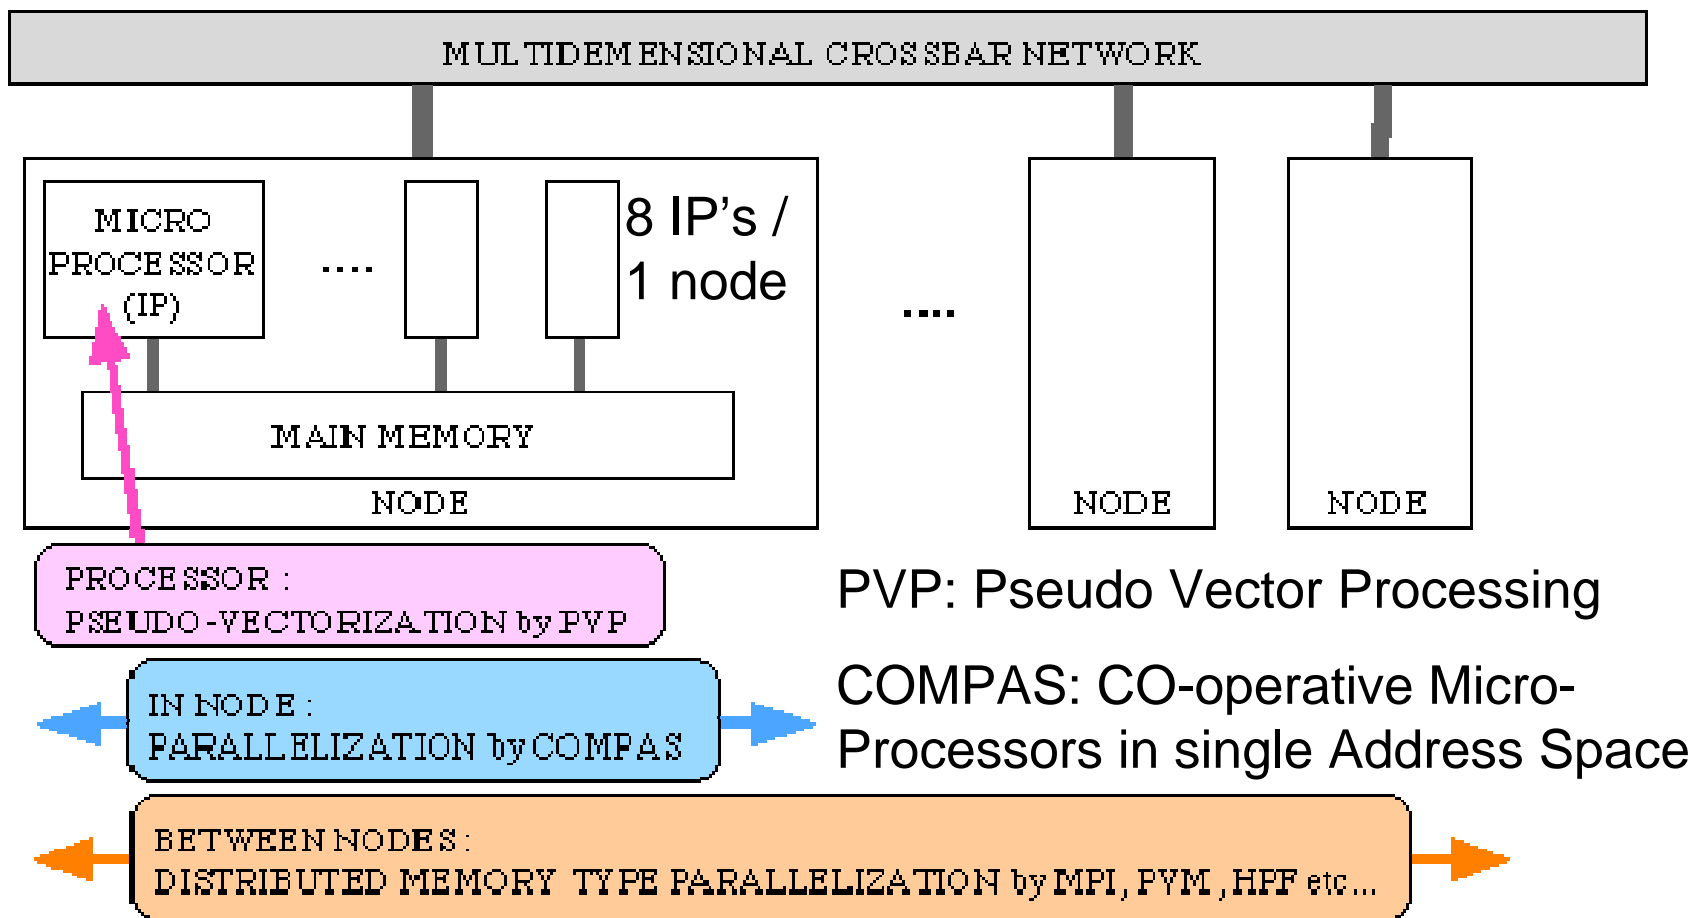 MULTIDEMENSIONAL CROSSBAR NETWORK
MICRO
PROCESSOR
(IP)
....
8 IP's /
1 node
....
MAIN MEMORY
NODE
NODE
NODE
PROCESSOR :
PSEUDO-VECTORIZATION by PVP
PVP: Pseudo Vector Processing
IN NODE :
PARALLELIZATION by COMPAS
COMPAS: CO-operative Micro-
Processors in single Address Space
BETWEEN NODES :
DISTRIBUTED MEMORY TYPE PARALLELIZATION by MPI, PVM, HPF etc...